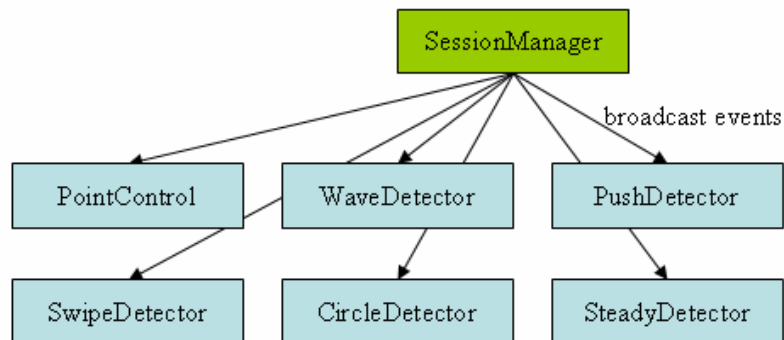 SessionManager
broadcast events
PointControl
WaveDetector
PushDetector
SwipeDetector
CircleDetector
SteadyDetector